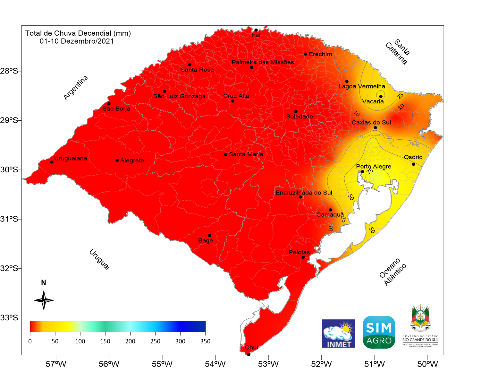 Total de Chuva Decendial (mm)
01-10 Dezembro/2021
Santa
Catarina
Argentina
Erechim
Palmeira das Missões
Santa Rosa
Lagoa Vermelha
Vacaria
São Luiz Gonzaga
Cruz Alta
São Borja
Soledade
Caxias do Sul
Santa Maria
Osório
Porto Alegre
Uruguaiana
Alegrete
Encruzilhada do Sul
Camaquã
Bagé
Pelotas
Uruguai
Oceano
Atlântico
N
28°S
29°S
30°S
31°S
32°S
33°S
0 50 100 150 200 250 300 350
INMET
SIM
AGRO
57°W 56°W 55°W 54°W 53°W 52°W 51°W 50°W